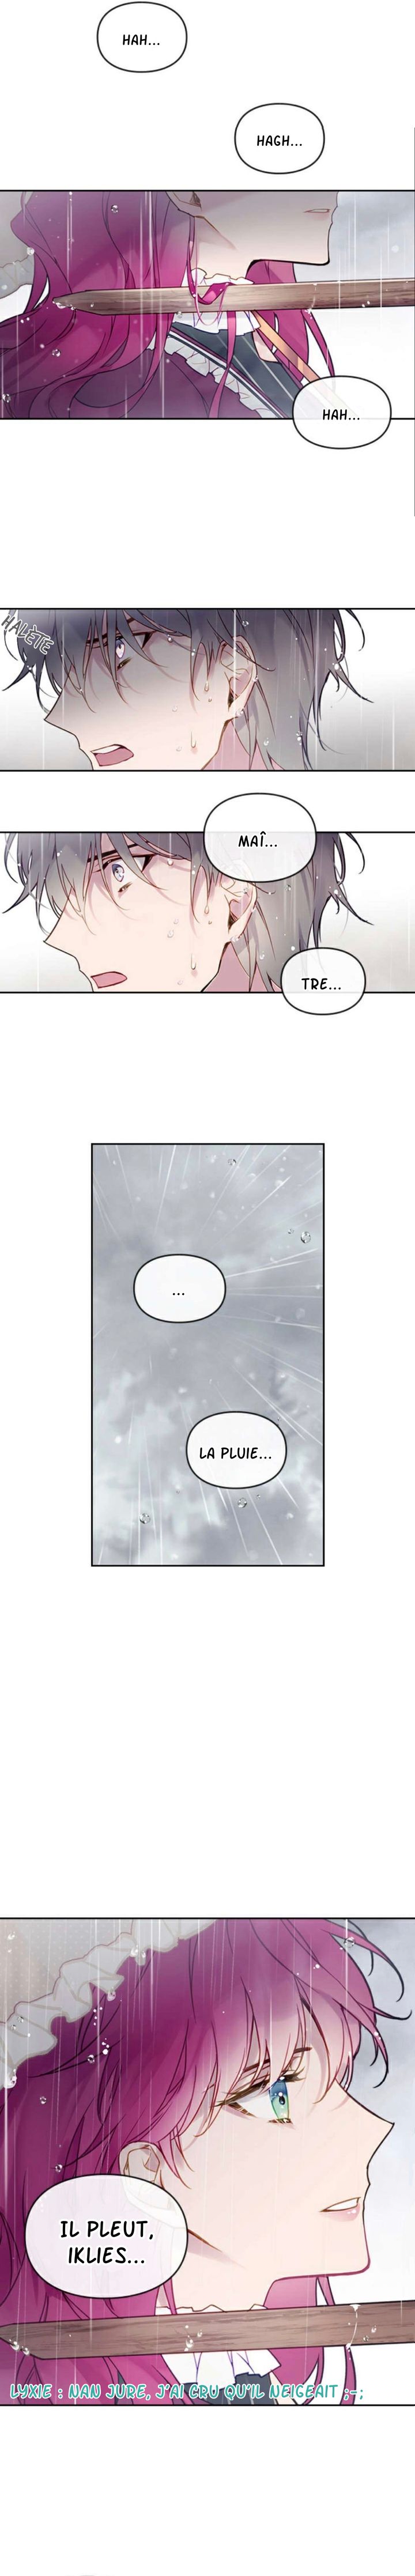 HAH...
HAGH...
HAH...
HALÈTE
MAÎ...
TRE...
...
LA PLUIE...
IL PLEUT,
IKLIES...
LYXIE : NAN JURE, J'AI CRU QU'IL NEIGEAIT ;-;